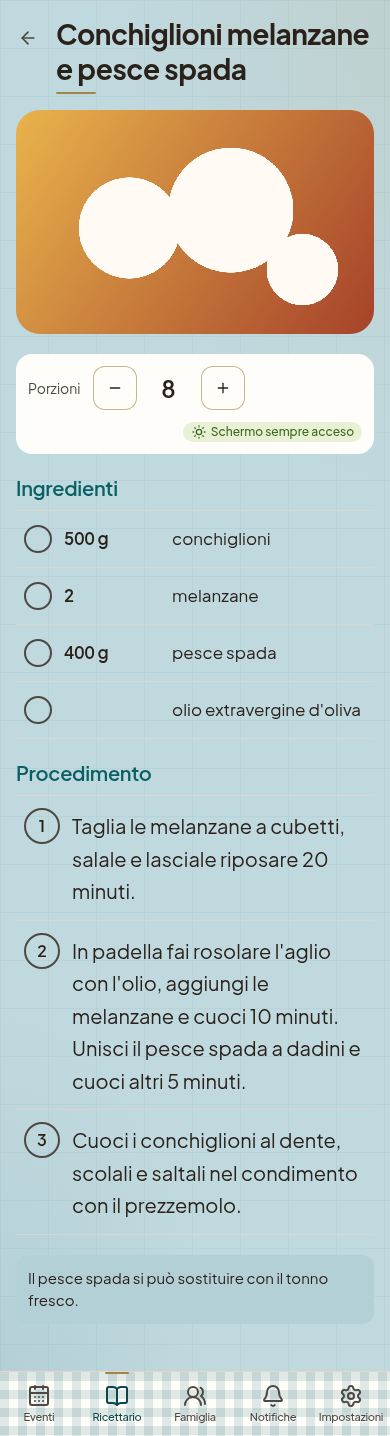 Conchiglioni melanzane
e pesce spada
Porzioni
8
Schermo sempre acceso
Ingredienti
500 g conchiglioni
2 melanzane
400 g pesce spada
olio extravergine d'oliva
Procedimento
1 Taglia le melanzane a cubetti,
salale e lasciale riposare 20
minuti.
2 In padella fai rosolare l'aglio
con l'olio, aggiungi le
melanzane e cuoci 10 minuti.
Unisci il pesce spada a dadini e
cuoci altri 5 minuti.
3 Cuoci i conchiglioni al dente,
scolali e saltali nel condimento
con il prezzemolo.
Il pesce spada si può sostituire con il tonno
fresco.
Eventi Ricettario Famiglia Notifiche Impostazioni